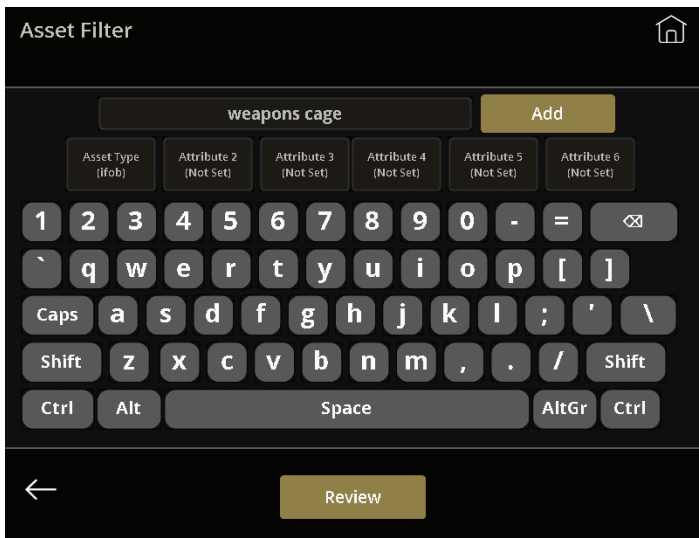 Asset Filter
weapons cage Add
Asset Type Attribute 2 Attribute 3 Attribute 4 Attribute 5 Attribute 6
(ifob) (Not Set) (Not Set) (Not Set) (Not Set) (Not Set)
1 2 3 4 5 6 7 8 9 0 - =
` q w e r t y u i o p [ ]
Caps a s d f g h j k l ; ' \
Shift z x c v b n m , . / Shift
Ctrl Alt Space AltGr Ctrl
Review